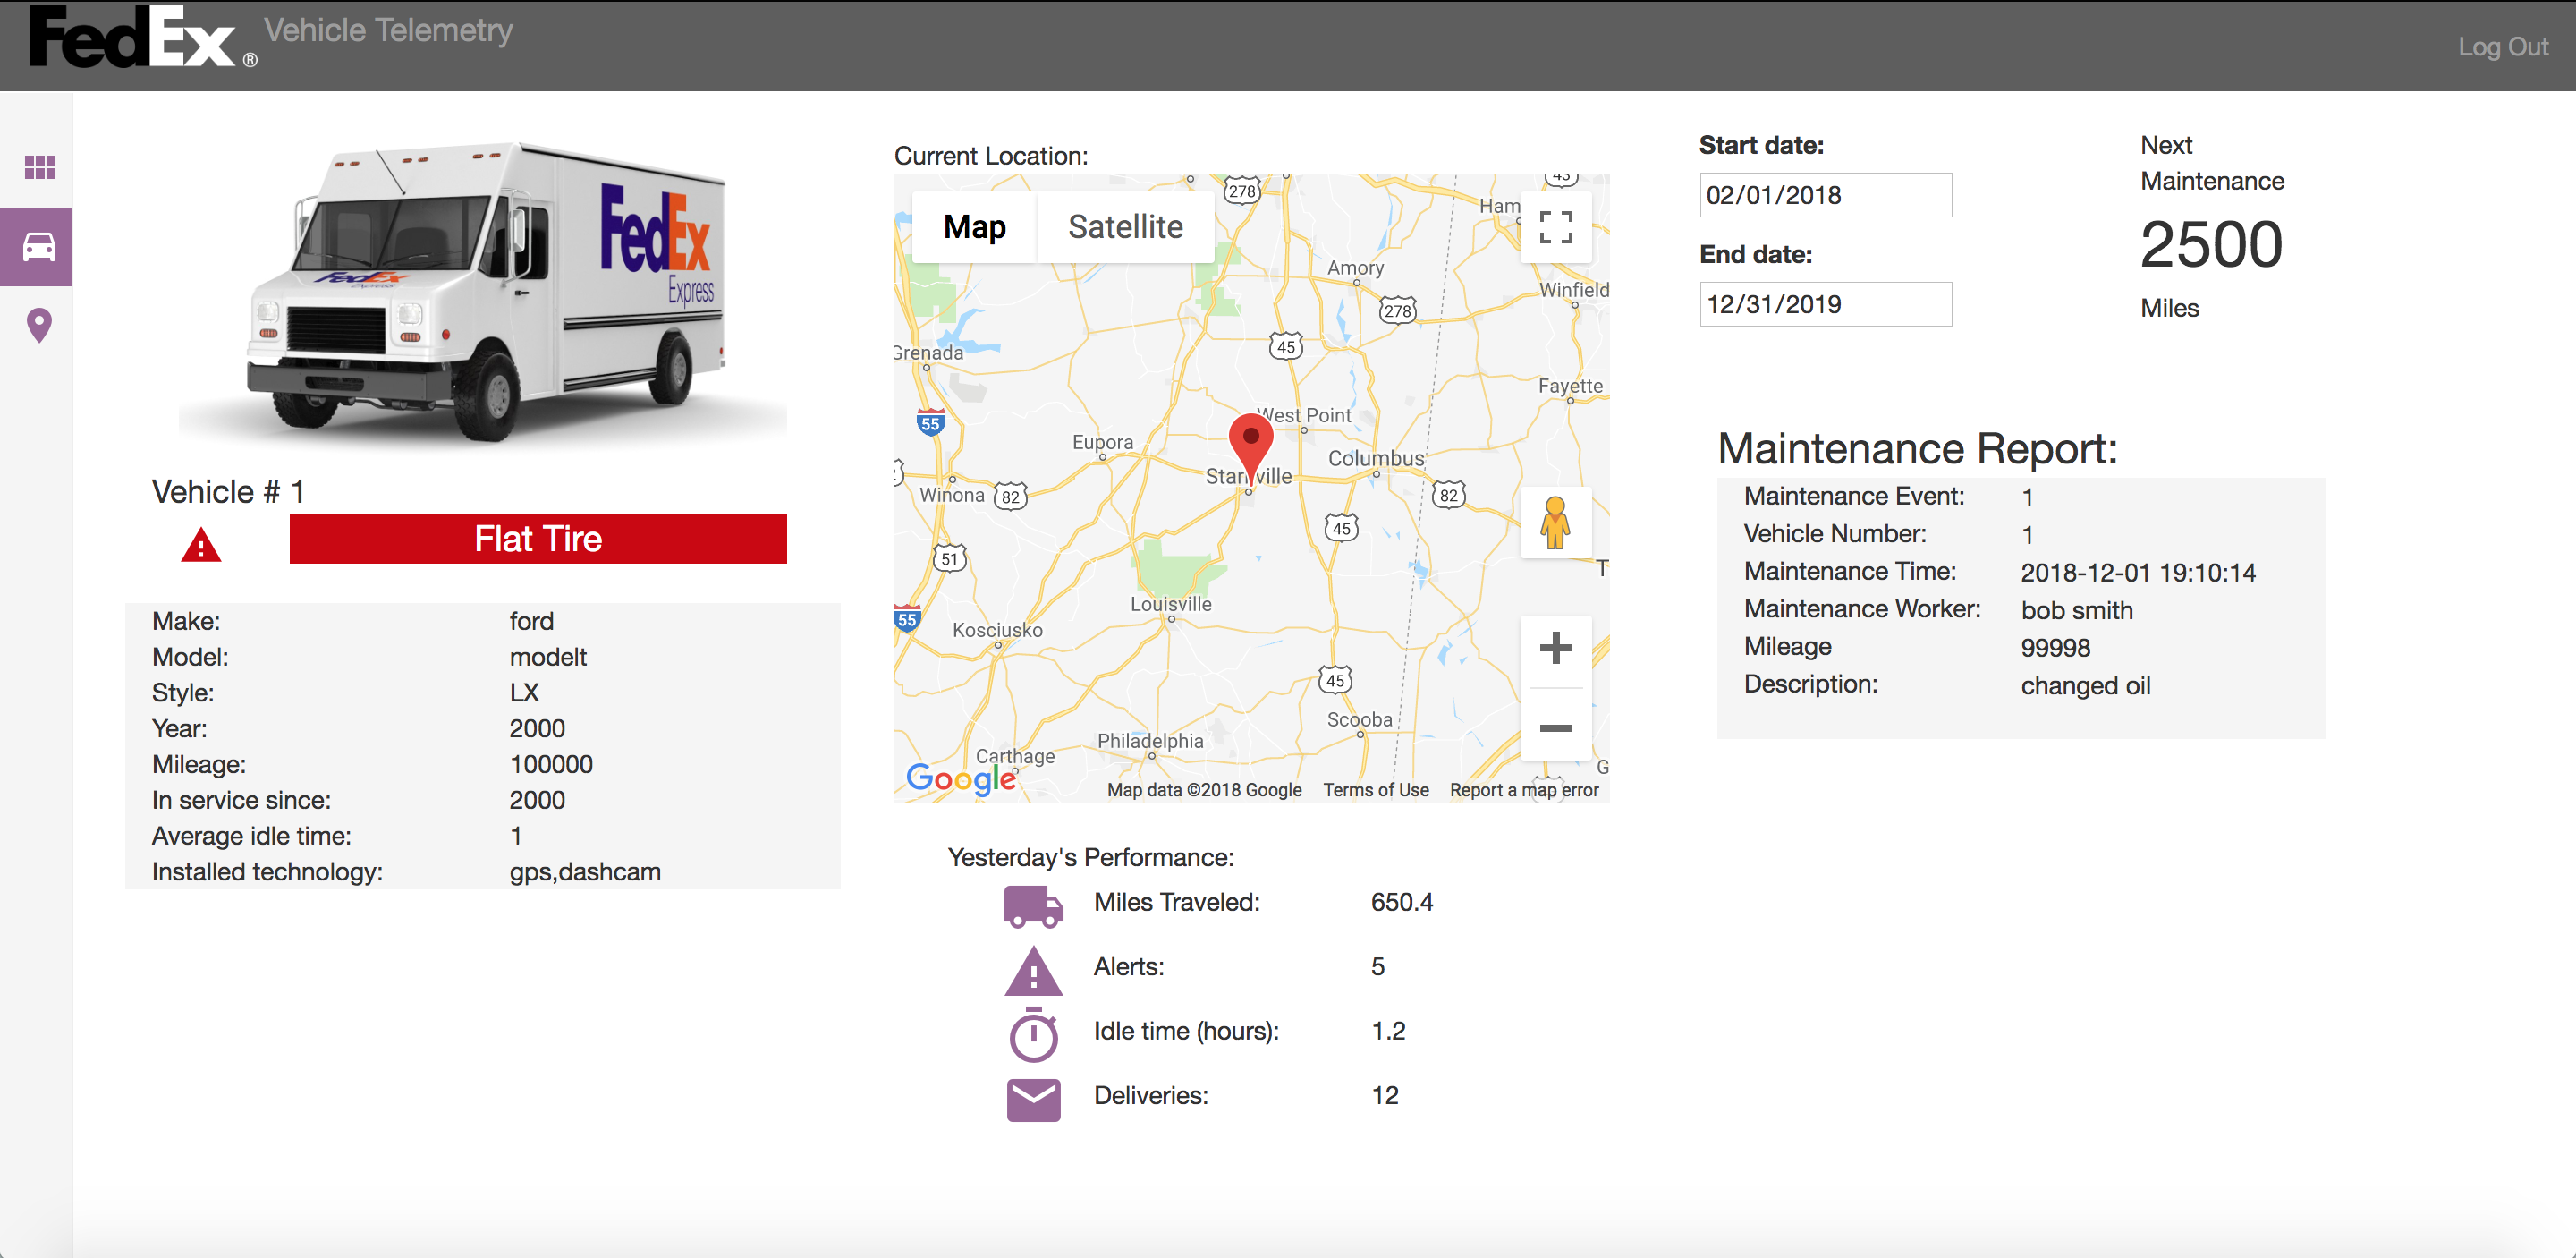 FedEx ® Vehicle Telemetry
Log Out
FedEx
Express
FedEx
Express
Vehicle # 1
Flat Tire
Make: ford
Model: modelt
Style: LX
Year: 2000
Mileage: 100000
In service since: 2000
Average idle time: 1
Installed technology: gps,dashcam
Current Location:
Map Satellite
278
43
Ham
Amory
278
Winfield
45
Grenada
Fayette
55
West Point
Eupora
Columbus
Starkville
Winona
82
82
45
51
T
Louisville
55
Kosciusko
45
Scooba
Philadelphia
Carthage
G
Google
Map data ©2018 Google Terms of Use Report a map error
Yesterday's Performance:
Miles Traveled: 650.4
Alerts: 5
Idle time (hours): 1.2
Deliveries: 12
Start date:
02/01/2018
End date:
12/31/2019
Next
Maintenance
2500
Miles
Maintenance Report:
Maintenance Event: 1
Vehicle Number: 1
Maintenance Time: 2018-12-01 19:10:14
Maintenance Worker: bob smith
Mileage 99998
Description: changed oil